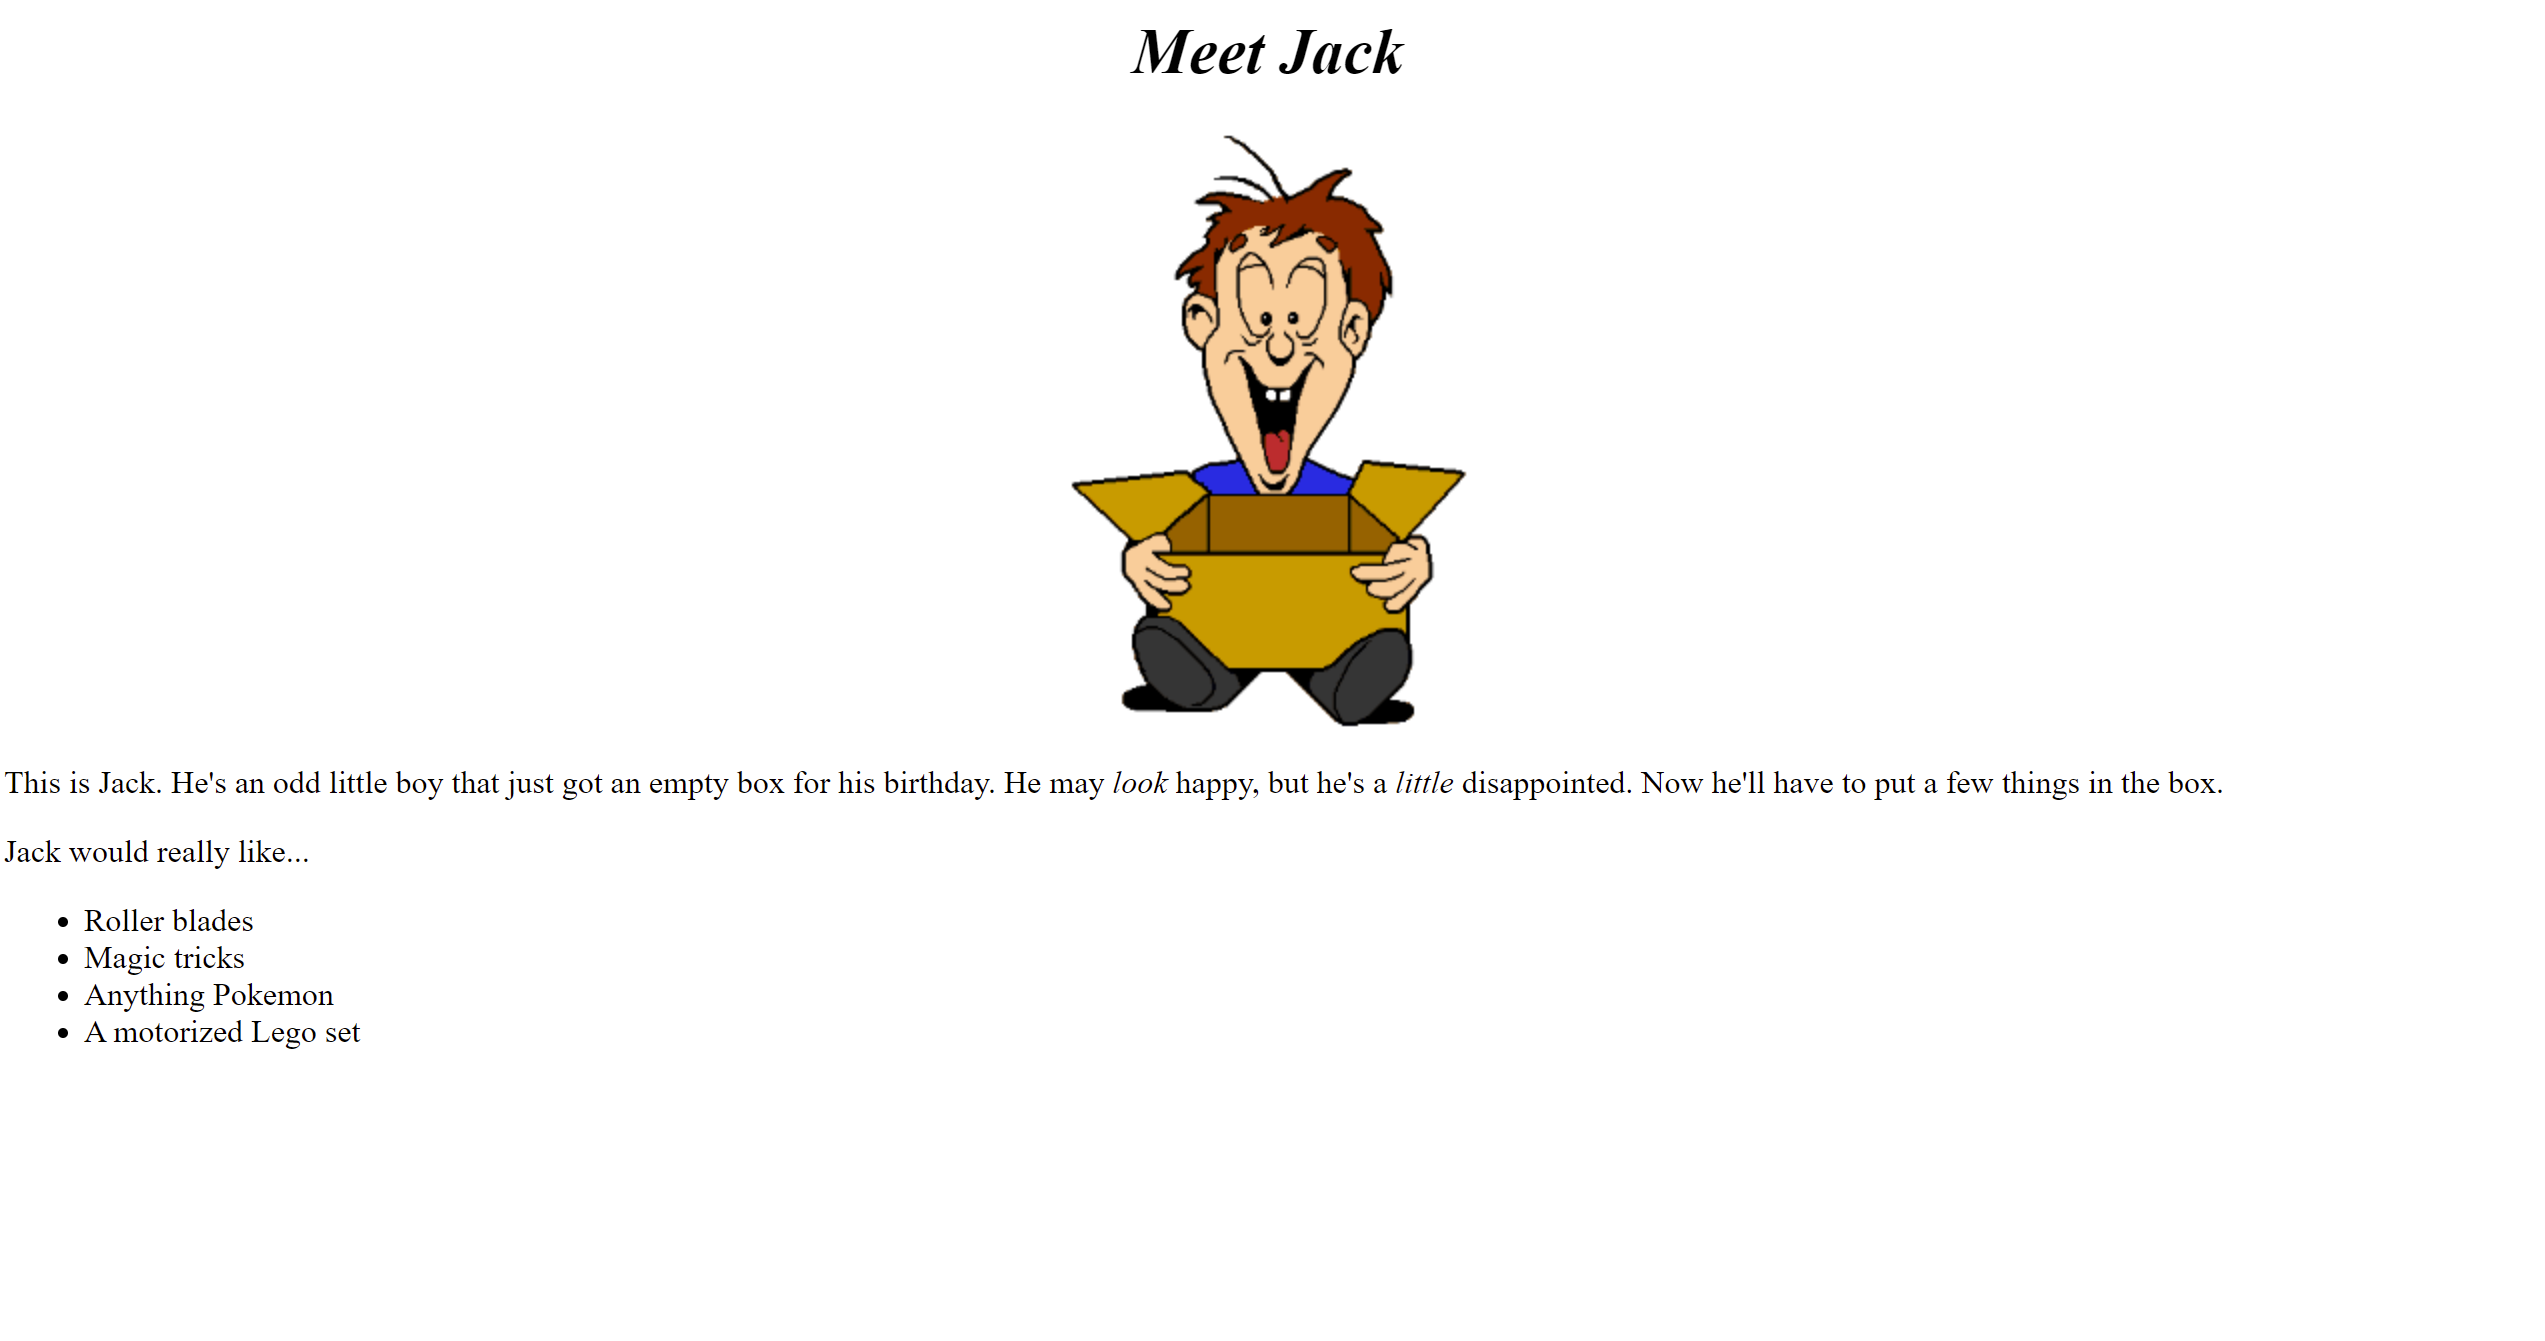 Meet Jack
This is Jack. He's an odd little boy that just got an empty box for his birthday. He may look happy, but he's a little disappointed. Now he'll have to put a few things in the box.
Jack would really like...
• Roller blades
• Magic tricks
• Anything Pokemon
• A motorized Lego set